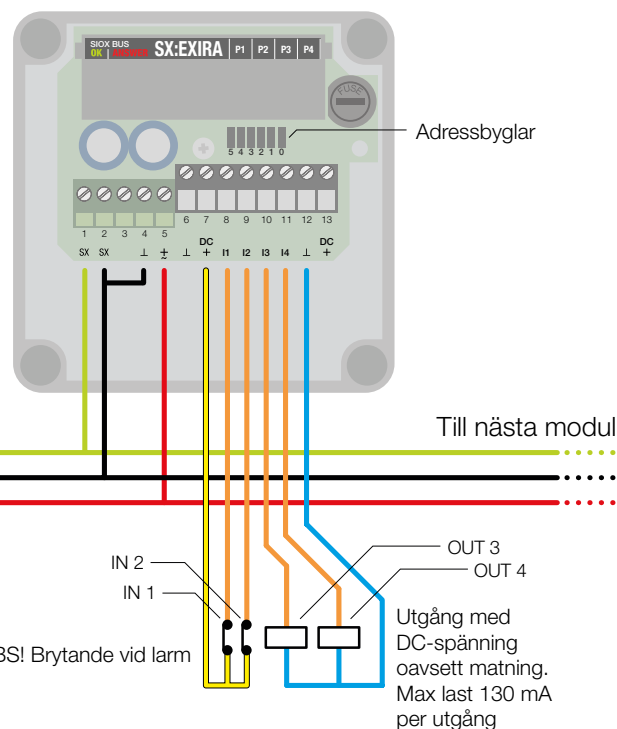 SIOX BUS
OK
SX:EXIRA P1 P2 P3 P4
FUSE
Adressbyglar
5 4 3 2 1 0
6 7 8 9 10 11 12 13
1 2 3 4 5
DC DC
SX SX ⊥ ± ~ ⊥ + I1 I2 I3 I4 ⊥ +
Till nästa modul
IN 2
IN 1
OUT 3
OUT 4
BS! Brytande vid larm
Utgång med
DC-spänning
oavsett matning.
Max last 130 mA
per utgång